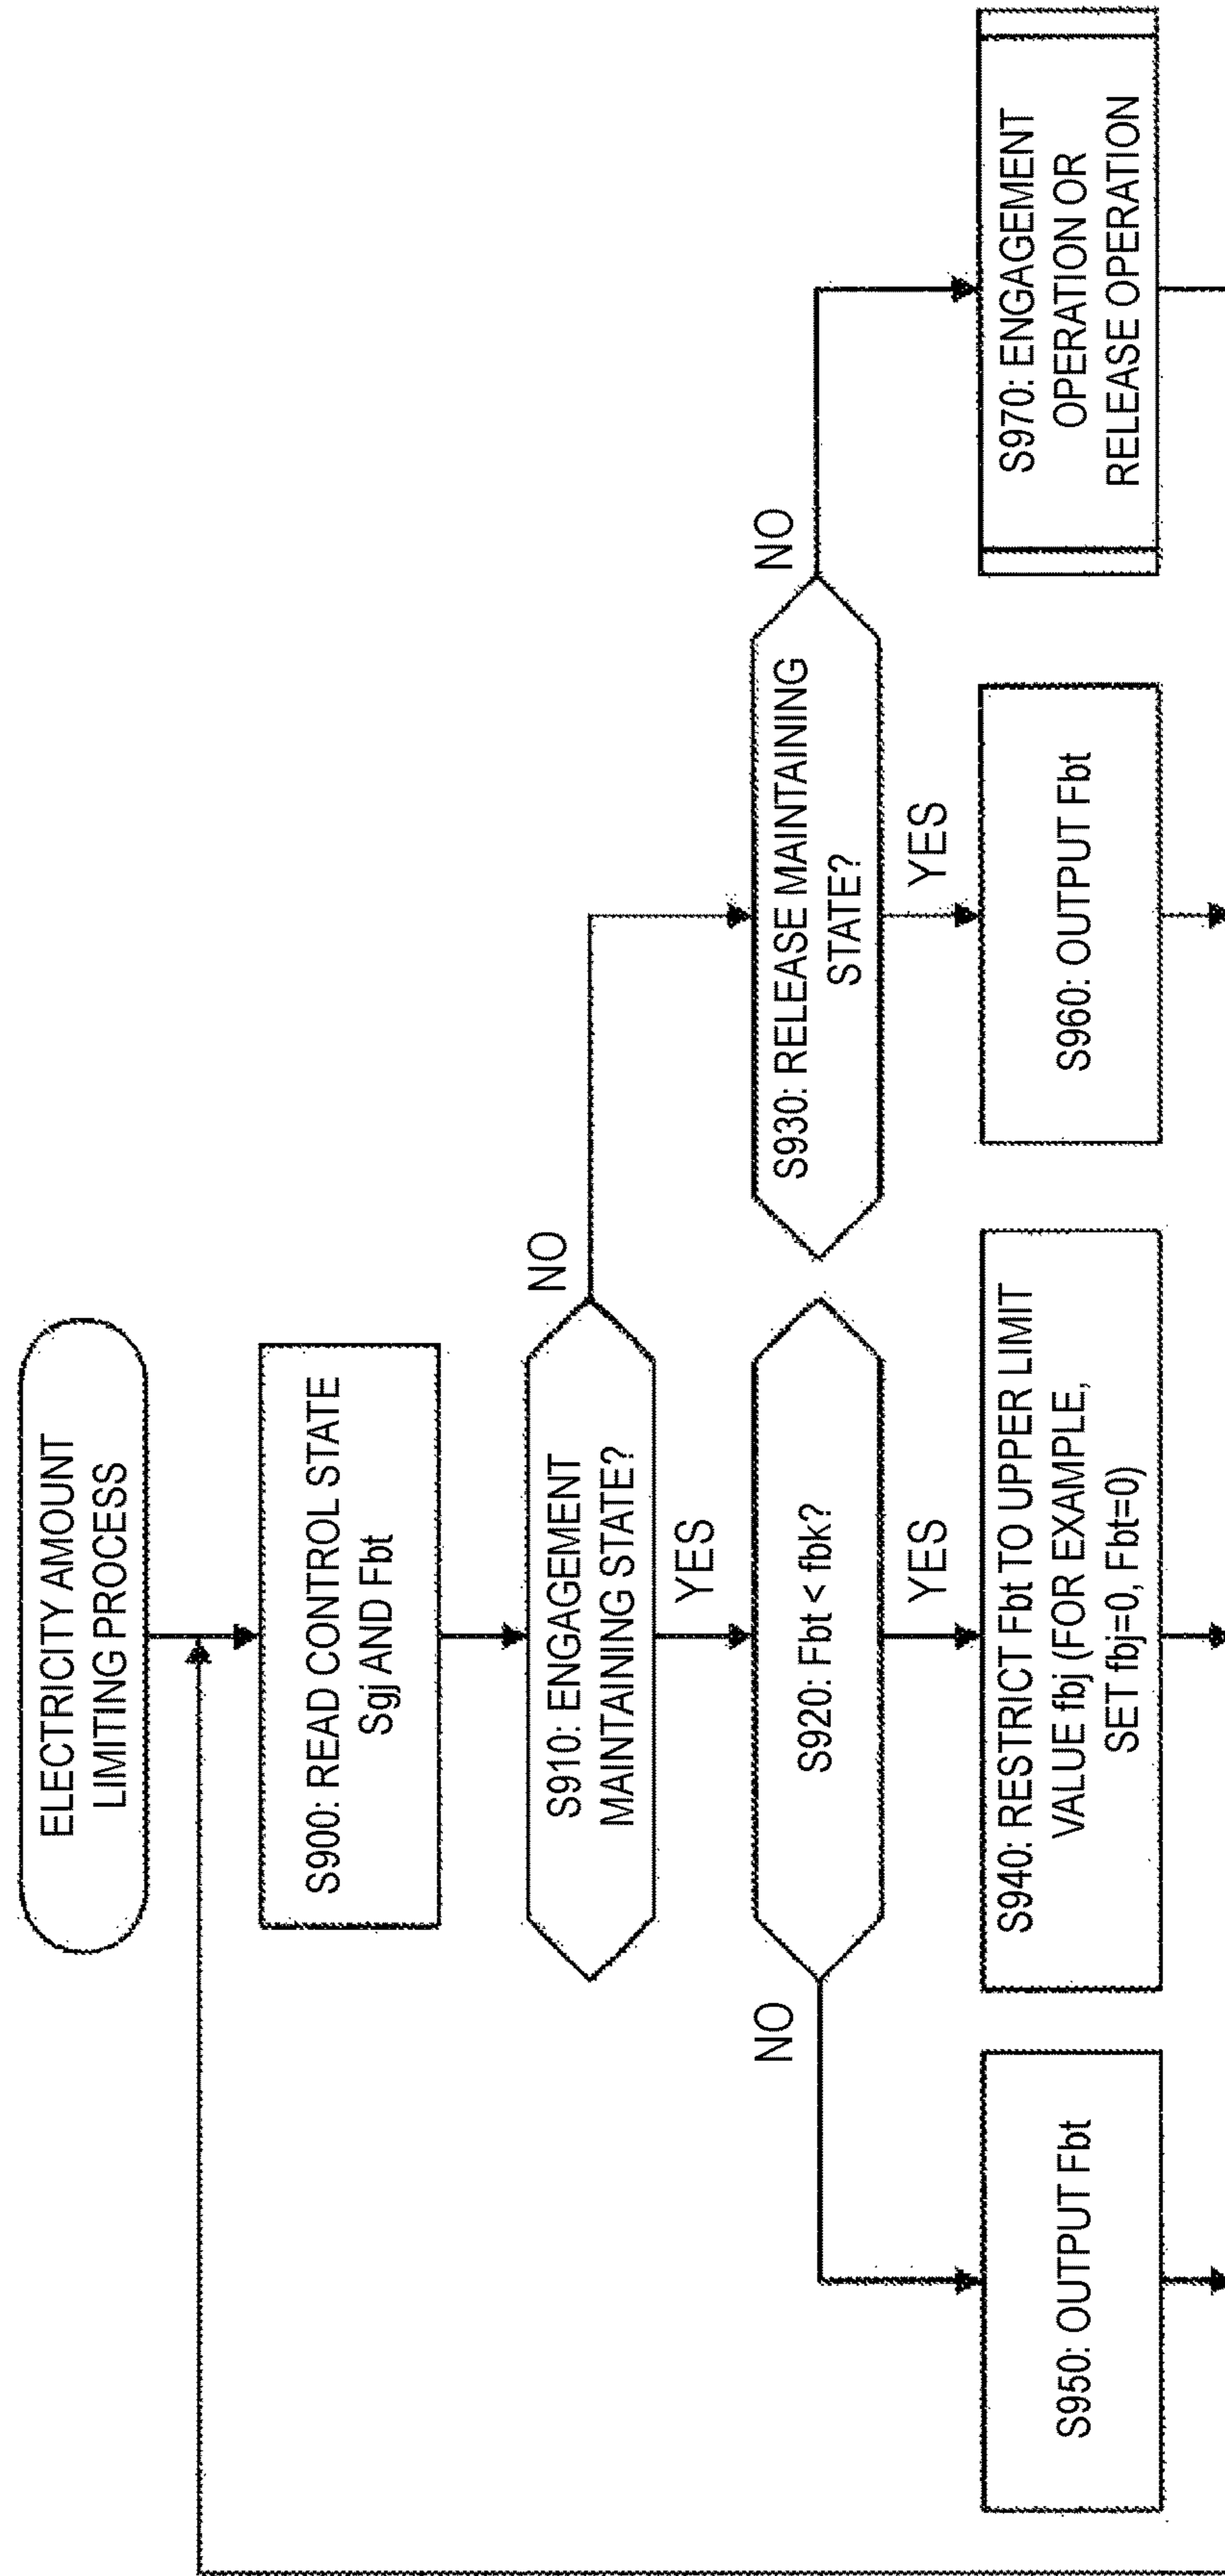 ELECTRICITY AMOUNT
LIMITING PROCESS
S900: READ CONTROL STATE
Sgj AND Fbt
S910: ENGAGEMENT
MAINTAINING STATE?
NO
YES
S920: Fbt < fbk?
NO
YES
S930: RELEASE MAINTAINING
STATE?
NO
YES
S950: OUTPUT Fbt
S940: RESTRICT Fbt TO UPPER LIMIT
VALUE fbj (FOR EXAMPLE,
SET fbj=0, Fbt=0)
S960: OUTPUT Fbt
S970: ENGAGEMENT
OPERATION OR
RELEASE OPERATION